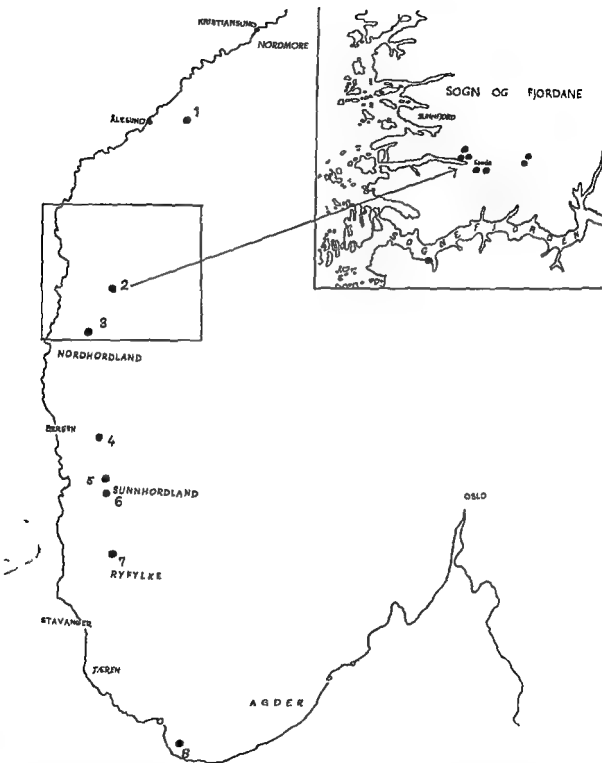 KRISTIANSUND
NORDMORE
ÅLESUND
1
SOGN OG FJORDANE
SUNNFJORD
SOGNEFJORDEN
2
3
NORDHORDLAND
BERGEN
4
5
SUNNHORDLAND
6
OSLO
7
RYFYLKE
STAVANGER
JÆREN
AGDER
8